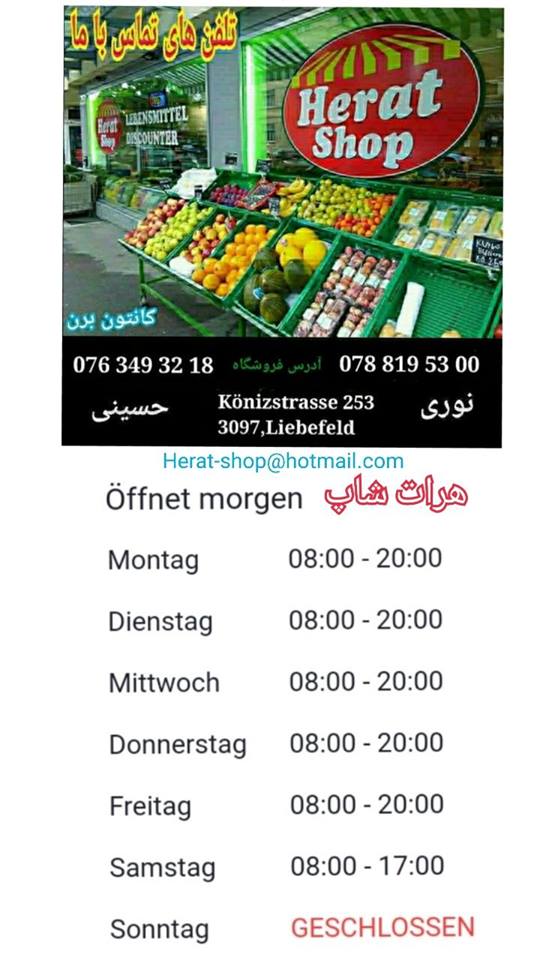 تلفن های تماس با ما
Herat
Shop
Herat
Shop
LEBENSMITTEL
DISCOUNTER
کانتون برن
076 349 32 18 آدرس فروشگاه 078 819 53 00
حسینی Könizstrasse 253 نوری
3097,Liebefeld
Herat-shop@hotmail.com
Öffnet morgen هرات شاپ
Montag 08:00 - 20:00
Dienstag 08:00 - 20:00
Mittwoch 08:00 - 20:00
Donnerstag 08:00 - 20:00
Freitag 08:00 - 20:00
Samstag 08:00 - 17:00
Sonntag GESCHLOSSEN